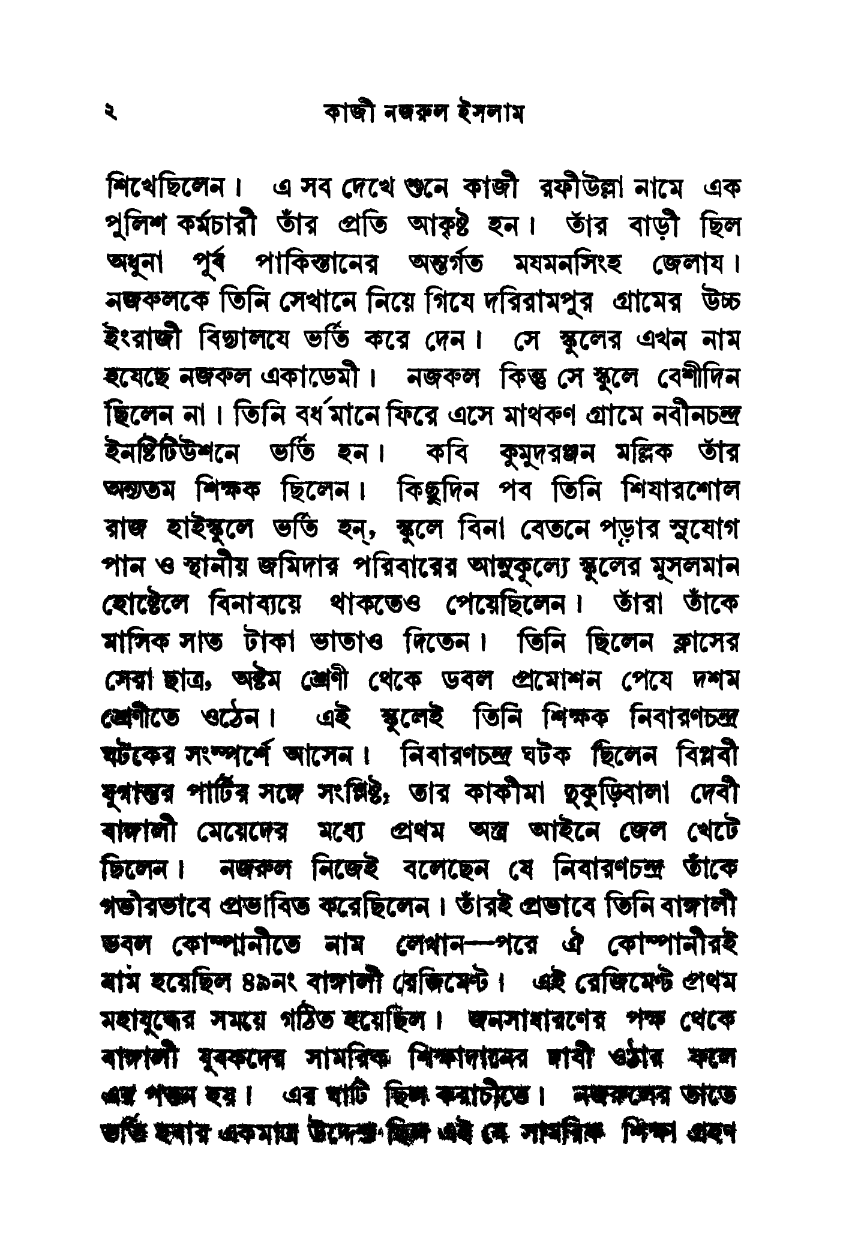 ২ কাজী নজরুল ইসলাম
শিখেছিলেন। এ সব দেখে শুনে কাজী রফীউল্লা নামে এক
পুলিশ কর্মচারী তাঁর প্রতি আকৃষ্ট হন। তাঁর বাড়ী ছিল
অধুনা পূর্ব পাকিস্তানের অন্তর্গত মযমনসিংহ জেলায।
নজকলকে তিনি সেখানে নিয়ে গিযে দরিরামপুর গ্রামের উচ্চ
ইংরাজী বিদ্যালযে ভর্তি করে দেন। সে স্কুলের এখন নাম
হযেছে নজকল একাডেমী। নজকল কিন্তু সে স্কুলে বেশীদিন
ছিলেন না। তিনি বর্ধমানে ফিরে এসে মাথরুণ গ্রামে নবীনচন্দ্র
ইনষ্টিটিউশনে ভর্তি হন। কবি কুমুদরঞ্জন মল্লিক তাঁর
অন্যতম শিক্ষক ছিলেন। কিছুদিন পব তিনি শিযারশোল
রাজ হাইস্কুলে ভর্তি হন্, স্কুলে বিনা বেতনে পড়ার সুযোগ
পান ও স্থানীয় জমিদার পরিবারের আনুকূল্যে স্কুলের মুসলমান
হোষ্টেলে বিনাব্যয়ে থাকতেও পেয়েছিলেন। তাঁরা তাঁকে
মাসিক সাত টাকা ভাতাও দিতেন। তিনি ছিলেন ক্লাসের
সেরা ছাত্র, অষ্টম শ্রেণী থেকে ডবল প্রমোশন পেযে দশম
শ্রেণীতে ওঠেন। এই স্কুলেই তিনি শিক্ষক নিবারণচন্দ্র
ঘটকের সংস্পর্শে আসেন। নিবারণচন্দ্র ঘটক ছিলেন বিপ্লবী
যুগান্তর পার্টির সঙ্গে সংশ্লিষ্ট, তার কাকীমা দুকুড়িবালা দেবী
বাঙ্গালী মেয়েদের মধ্যে প্রথম অস্ত্র আইনে জেল খেটে
ছিলেন। নজরুল নিজেই বলেছেন যে নিবারণচন্দ্র তাঁকে
গভীরভাবে প্রভাবিত করেছিলেন। তাঁরই প্রভাবে তিনি বাঙ্গালী
ডবল কোম্পানীতে নাম লেখান—পরে ঐ কোম্পানীরই
নাম হয়েছিল ৪৯নং বাঙ্গালী রেজিমেন্ট। এই রেজিমেন্ট প্রথম
মহাযুদ্ধের সময়ে গঠিত হয়েছিল। জনসাধারণের পক্ষ থেকে
বাঙ্গালী যুবকদের সামরিক শিক্ষাদানের দাবী ওঠার ফলে
এর পত্তন হয়। এর ঘাটি ছিল করাচীতে। নজরুলের তাতে
ভর্তি হবার একমাত্র উদ্দেশ্য ছিল এই যে সামরিক শিক্ষা গ্রহণ